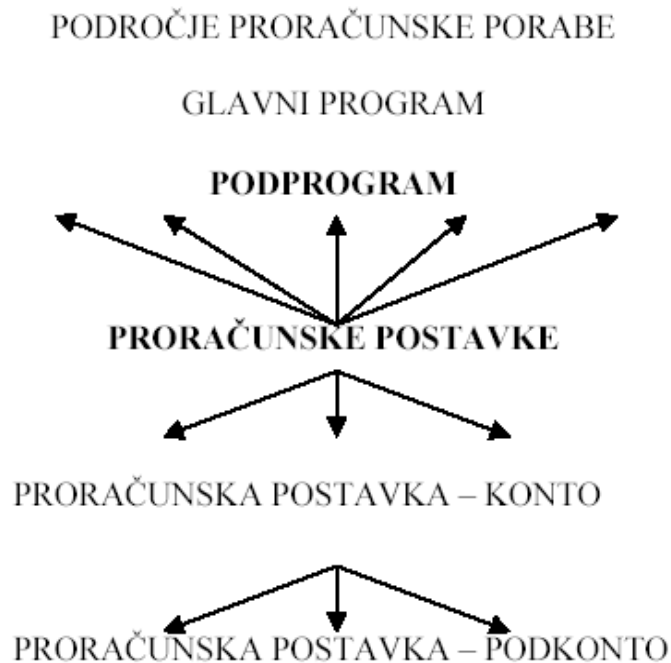 PODROČJE PRORAČUNSKE PORABE
GLAVNI PROGRAM
PODPROGRAM
PRORAČUNSKE POSTAVKE
PRORAČUNSKA POSTAVKA – KONTO
PRORAČUNSKA POSTAVKA – PODKONTO